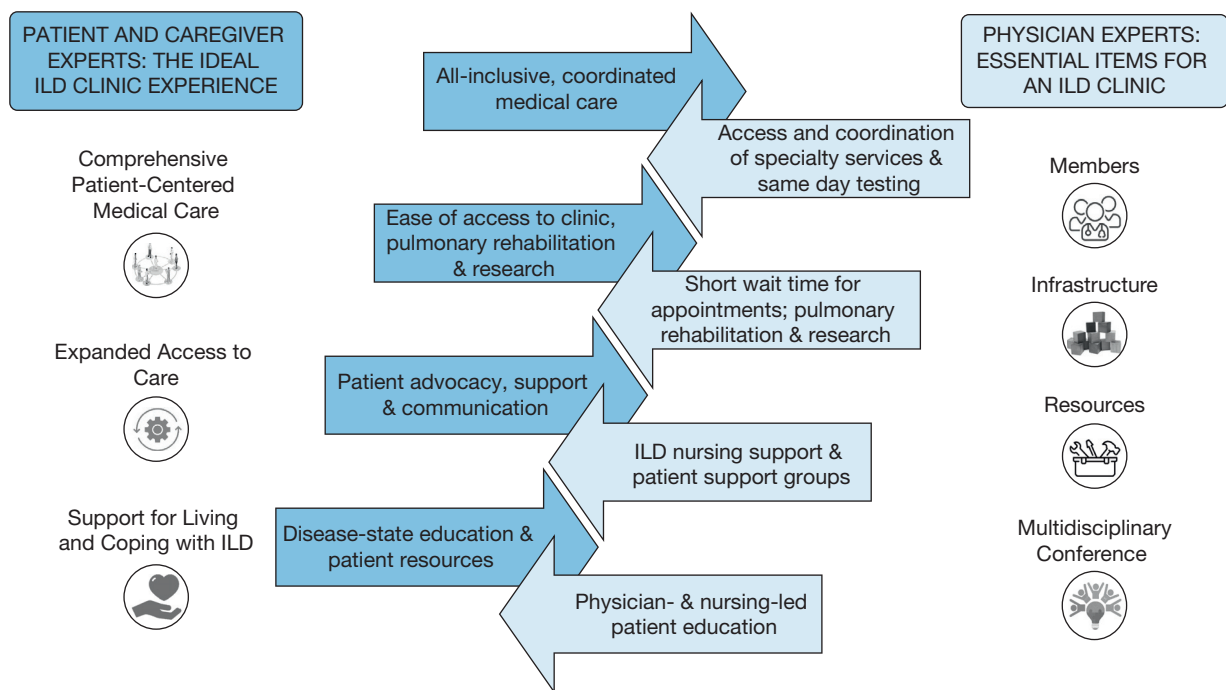 PATIENT AND CAREGIVER
EXPERTS: THE IDEAL
ILD CLINIC EXPERIENCE
Comprehensive
Patient-Centered
Medical Care
Expanded Access to
Care
Support for Living
and Coping with ILD
All-inclusive, coordinated
medical care
Access and coordination
of specialty services &
same day testing
Ease of access to clinic,
pulmonary rehabilitation
& research
Short wait time for
appointments; pulmonary
rehabilitation & research
Patient advocacy, support
& communication
ILD nursing support &
patient support groups
Disease-state education &
patient resources
Physician- & nursing-led
patient education
PHYSICIAN EXPERTS:
ESSENTIAL ITEMS FOR
AN ILD CLINIC
Members
Infrastructure
Resources
Multidisciplinary
Conference